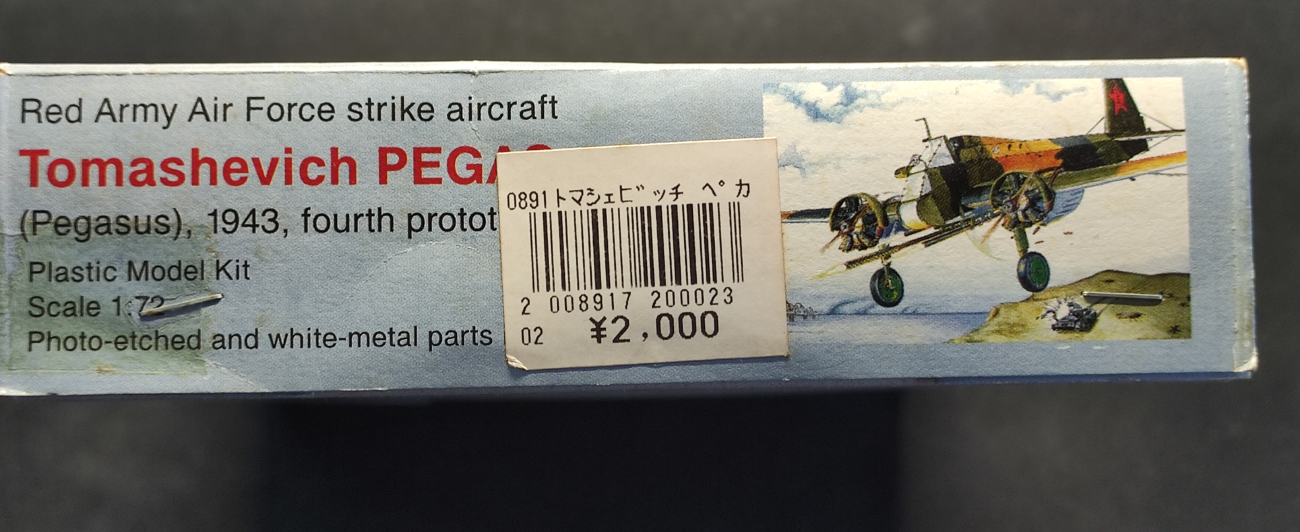 Red Army Air Force strike aircraft
Tomashevich PEGAS
(Pegasus), 1943, fourth protot
Plastic Model Kit
Scale 1:72
Photo-etched and white-metal parts
0891トマシェビッチ ペカ
2 008917 200023
02 ¥2,000